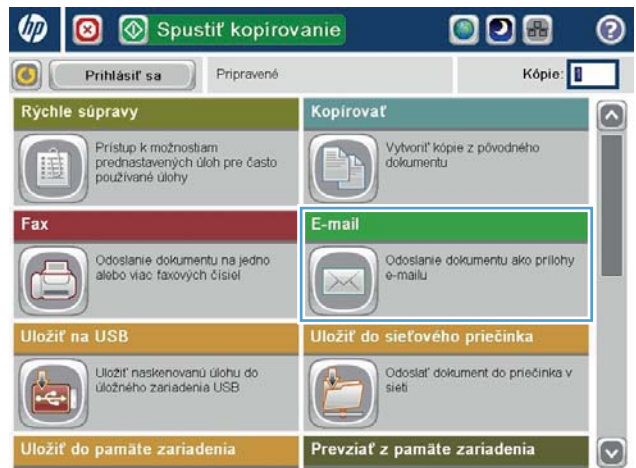 hp
Spustiť kopírovanie
?
Prihlásiť sa
Pripravené
Kópie: 1
Rýchle súpravy
Prístup k možnostiam
prednastavených úloh pre často
používané úlohy
Kopírovať
Vytvoriť kópie z pôvodného
dokumentu
Fax
Odoslanie dokumentu na jedno
alebo viac faxových čísiel
E-mail
Odoslanie dokumentu ako prílohy
e-mailu
Uložiť na USB
Uložiť naskenovanú úlohu do
úložného zariadenia USB
Uložiť do sieťového priečinka
Odoslať dokument do priečinka v
sieti
Uložiť do pamäte zariadenia
Prevziať z pamäte zariadenia